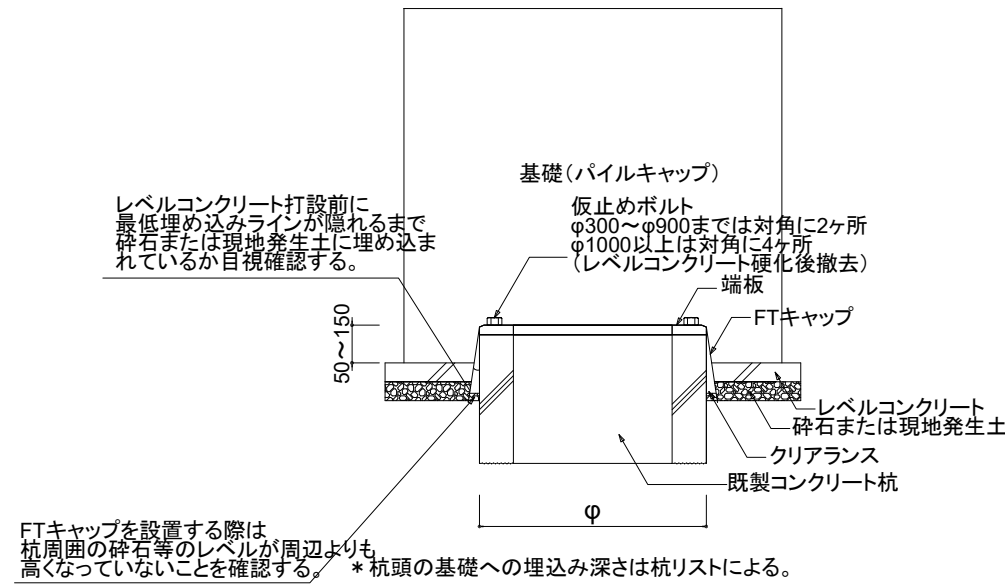 基礎(パイルキャップ)
レベルコンクリート打設前に
最低埋め込みラインが隠れるまで
砕石または現地発生土に埋め込ま
れているか目視確認する。
仮止めボルト
φ300~φ900までは対角に2ヶ所
φ1000以上は対角に4ヶ所
(レベルコンクリート硬化後撤去)
端板
FTキャップ
50~150
レベルコンクリート
砕石または現地発生土
クリアランス
既製コンクリート杭
φ
FTキャップを設置する際は
杭周囲の砕石等のレベルが周辺よりも
高くなっていないことを確認する。
*杭頭の基礎への埋込み深さは杭リストによる。